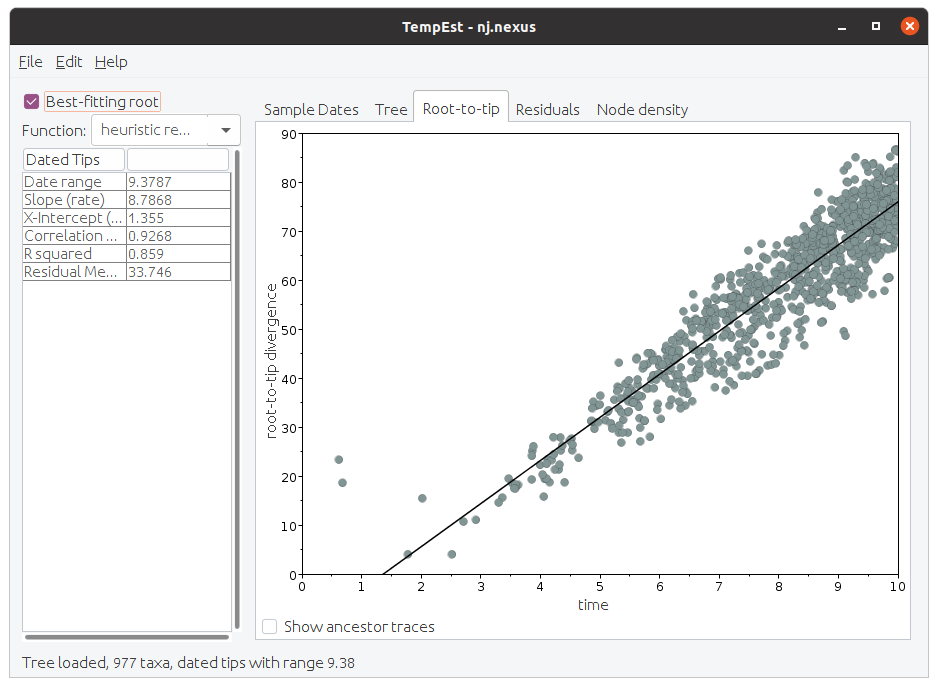 TempEst - nj.nexus
File Edit Help
Best-fitting root
Function: heuristic re...
Dated Tips
Date range 9.3787
Slope (rate) 8.7868
X-Intercept (... 1.355
Correlation ... 0.9268
R squared 0.859
Residual Me... 33.746
Sample Dates Tree Root-to-tip Residuals Node density
90
80
70
60
50
40
30
20
10
0
root-to-tip divergence
0 1 2 3 4 5 6 7 8 9 10
time
Show ancestor traces
Tree loaded, 977 taxa, dated tips with range 9.38